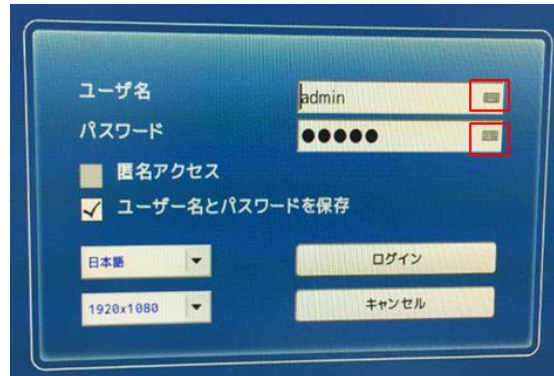 ユーザ名
admin
パスワード
●●●●●
匿名アクセス
ユーザー名とパスワードを保存
日本語
ログイン
1920x1080
キャンセル